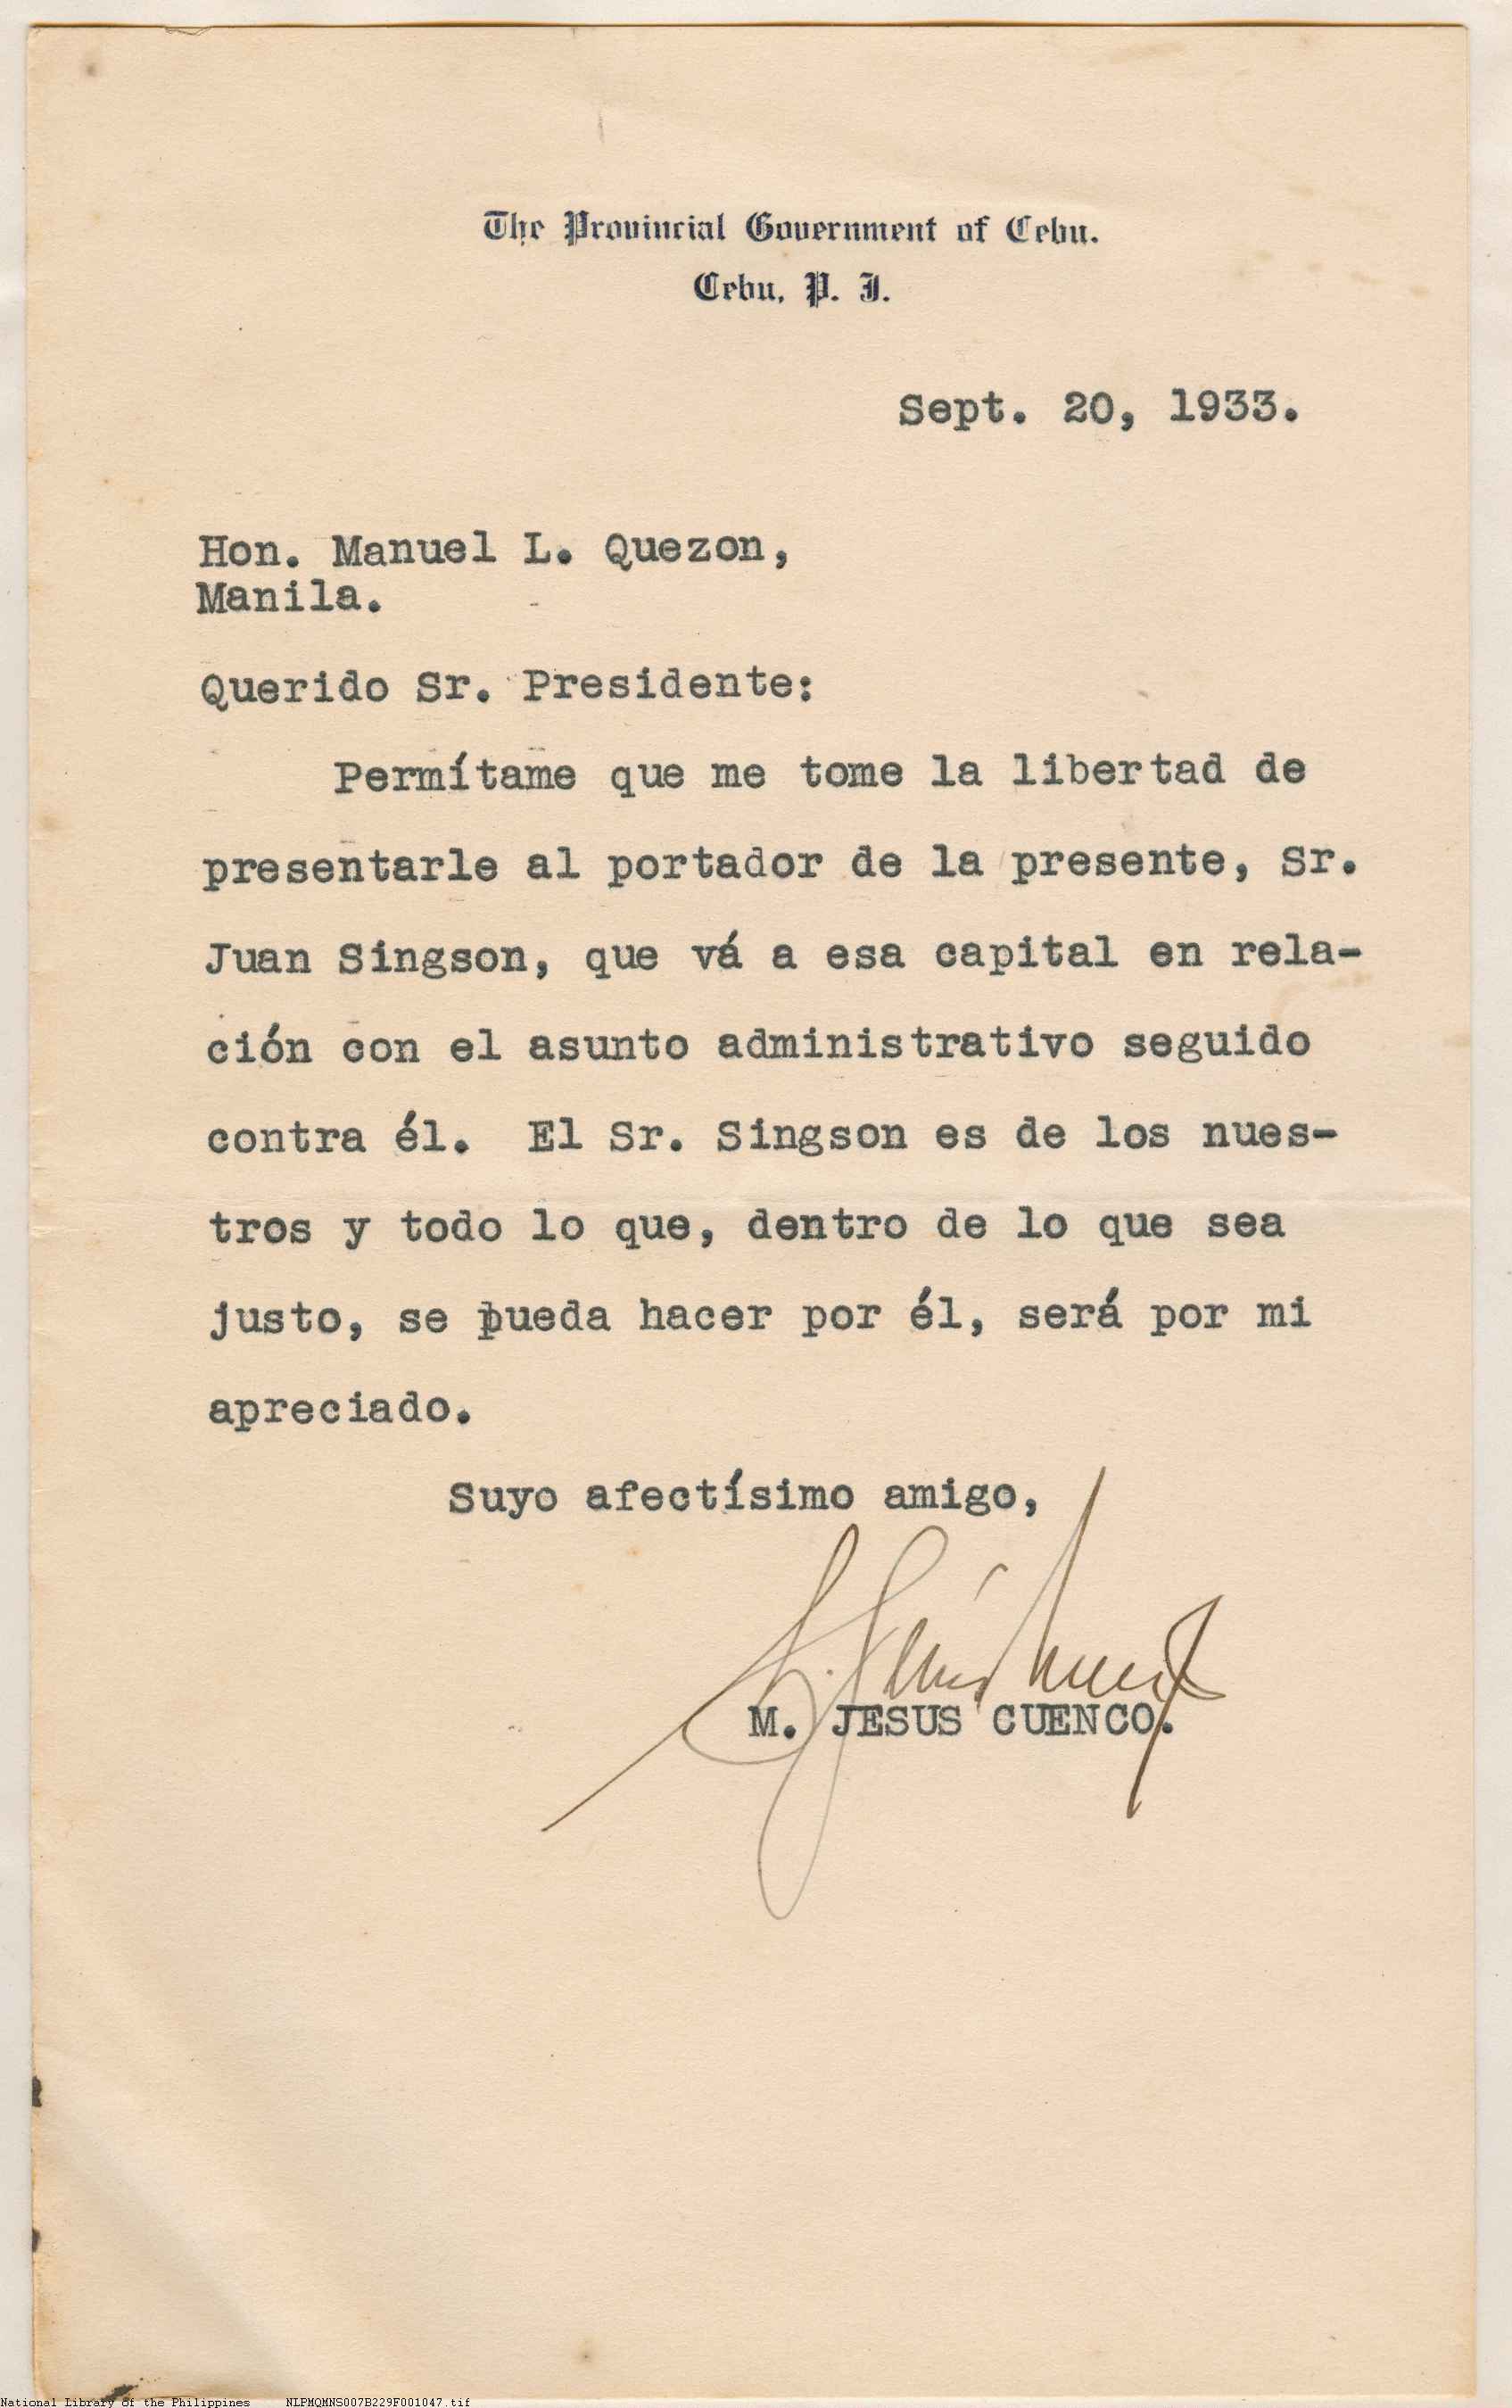 The Provincial Government of Cebu.
Cebu, P. I.
Sept. 20, 1933.
Hon. Manuel L. Quezon,
Manila.
Querido Sr. Presidente:
Permítame que me tome la libertad de
presentarle al portador de la presente, Sr.
Juan Singson, que vá a esa capital en rela-
ción con el asunto administrativo seguido
contra él. El Sr. Singson es de los nues-
tros y todo lo que, dentro de lo que sea
justo, se pueda hacer por él, será por mi
apreciado.
Suyo afectísimo amigo,
M. JESUS CUENCO.
National Library of the Philippines NLPMQMNS007B229F001047.tif